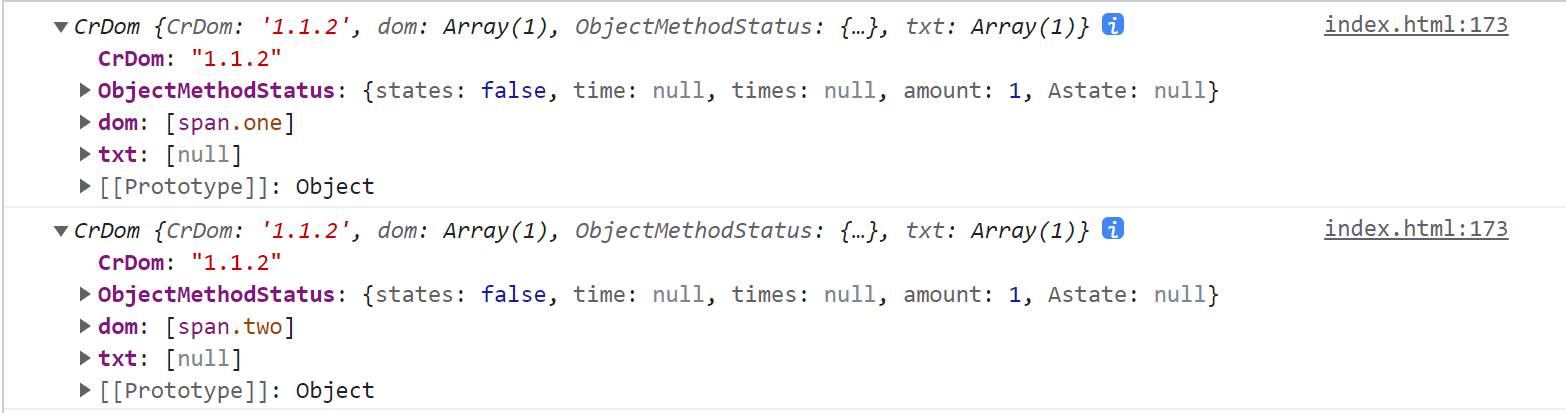 CrDom {CrDom: '1.1.2', dom: Array(1), ObjectMethodStatus: {…}, txt: Array(1)} i index.html:173
CrDom: "1.1.2"
ObjectMethodStatus: {states: false, time: null, times: null, amount: 1, Astate: null}
dom: [span.one]
txt: [null]
[[Prototype]]: Object
CrDom {CrDom: '1.1.2', dom: Array(1), ObjectMethodStatus: {…}, txt: Array(1)} i index.html:173
CrDom: "1.1.2"
ObjectMethodStatus: {states: false, time: null, times: null, amount: 1, Astate: null}
dom: [span.two]
txt: [null]
[[Prototype]]: Object